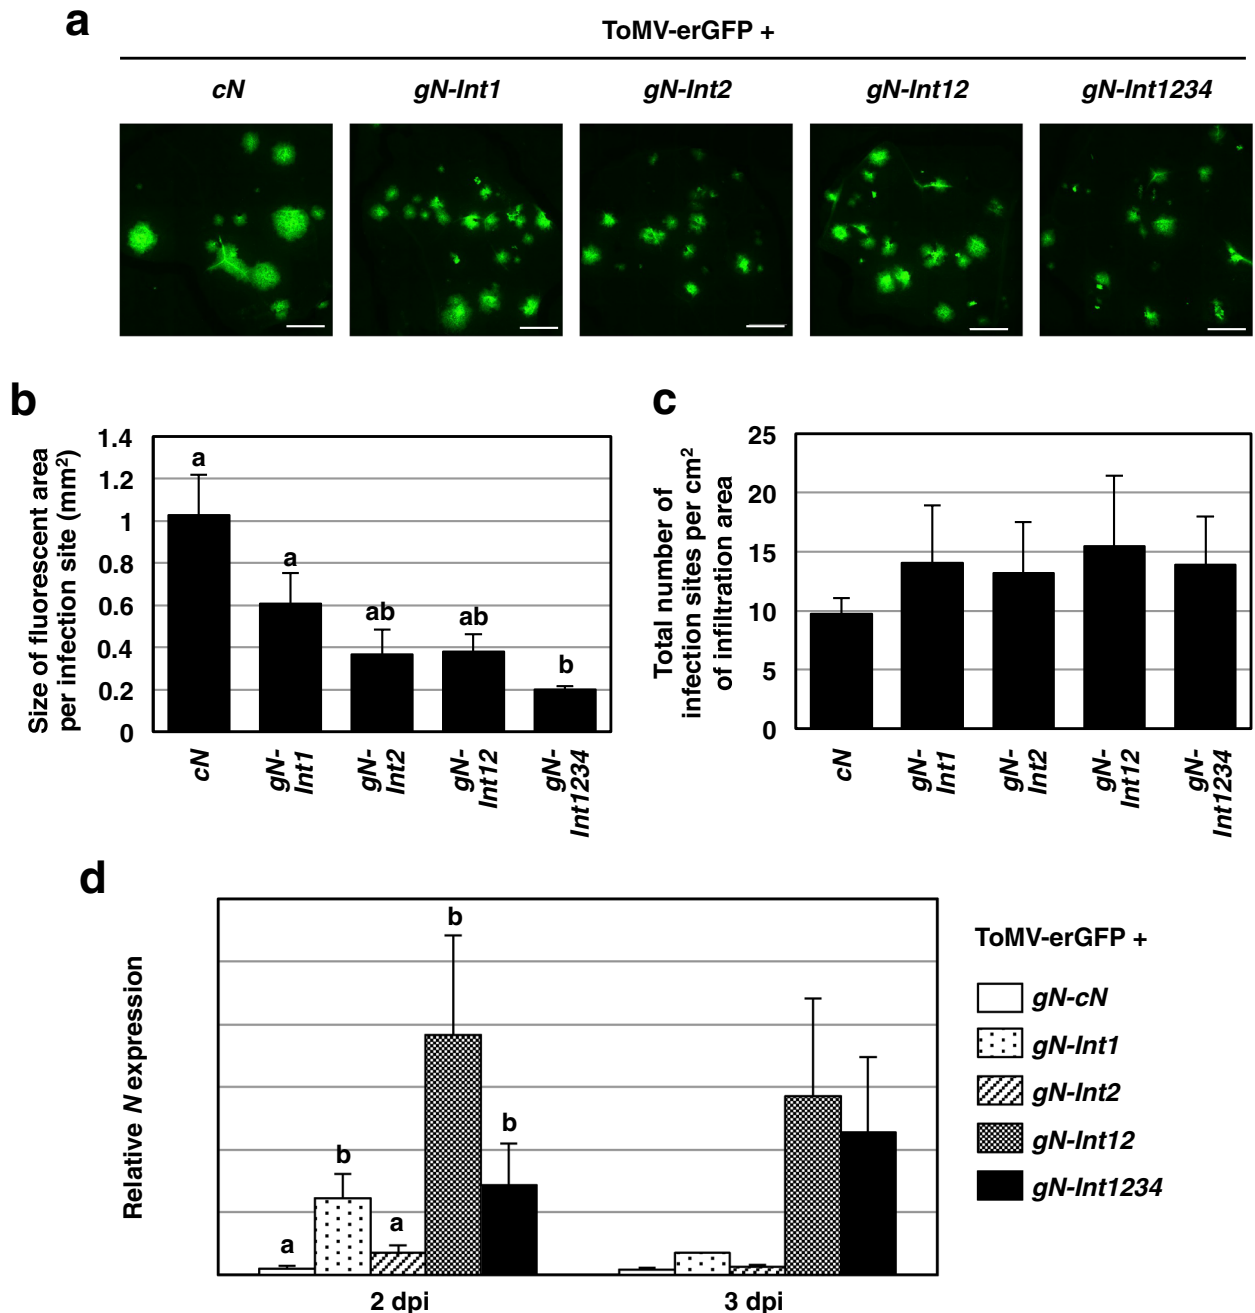 a
ToMV-erGFP +
cN
gN-Int1
gN-Int2
gN-Int12
gN-Int1234
b
Size of fluorescent area
per infection site (mm²)
1.4
1.2
1
0.8
0.6
0.4
0.2
0
a
a
ab
ab
b
cN
gN-
Int1
gN-
Int2
gN-
Int12
gN-
Int1234
c
Total number of
infection sites per cm²
of infiltration area
25
20
15
10
5
0
cN
gN-
Int1
gN-
Int2
gN-
Int12
gN-
Int1234
d
Relative N expression
a
b
a
b
b
2 dpi
3 dpi
ToMV-erGFP +
gN-cN
gN-Int1
gN-Int2
gN-Int12
gN-Int1234